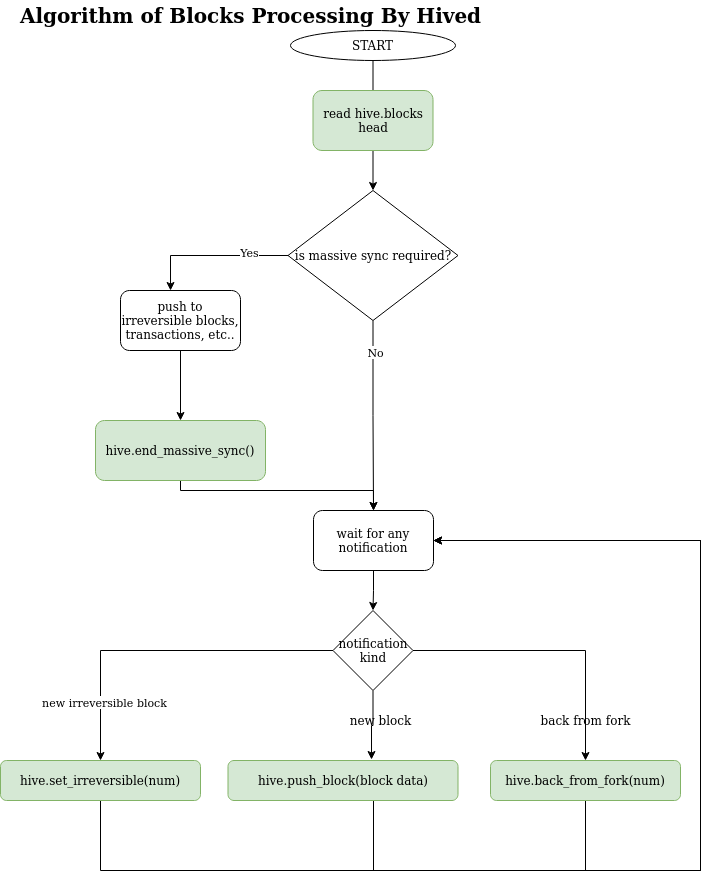 Algorithm of Blocks Processing By Hived
START
read hive.blocks
head
is massive sync required?
Yes
push to
irreversible blocks,
transactions, etc..
No
hive.end_massive_sync()
wait for any
notification
notification
kind
new irreversible block
new block
back from fork
hive.set_irreversible(num)
hive.push_block(block data)
hive.back_from_fork(num)